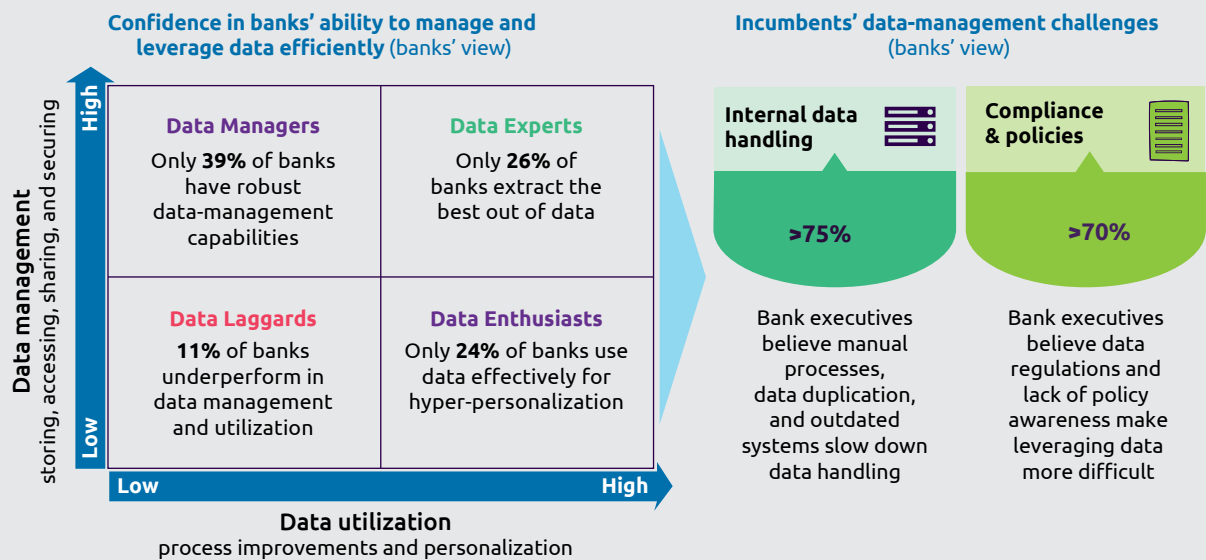 Confidence in banks' ability to manage and
leverage data efficiently (banks' view)
High
Low
Data management
storing, accessing, sharing, and securing
Data Managers
Only 39% of banks
have robust
data-management
capabilities
Data Experts
Only 26% of
banks extract the
best out of data
Data Laggards
11% of banks
underperform in
data management
and utilization
Data Enthusiasts
Only 24% of banks use
data effectively for
hyper-personalization
Low
High
Data utilization
process improvements and personalization
Incumbents' data-management challenges
(banks' view)
Internal data
handling
>75%
Bank executives
believe manual
processes,
data duplication,
and outdated
systems slow down
data handling
Compliance
& policies
>70%
Bank executives
believe data
regulations and
lack of policy
awareness make
leveraging data
more difficult